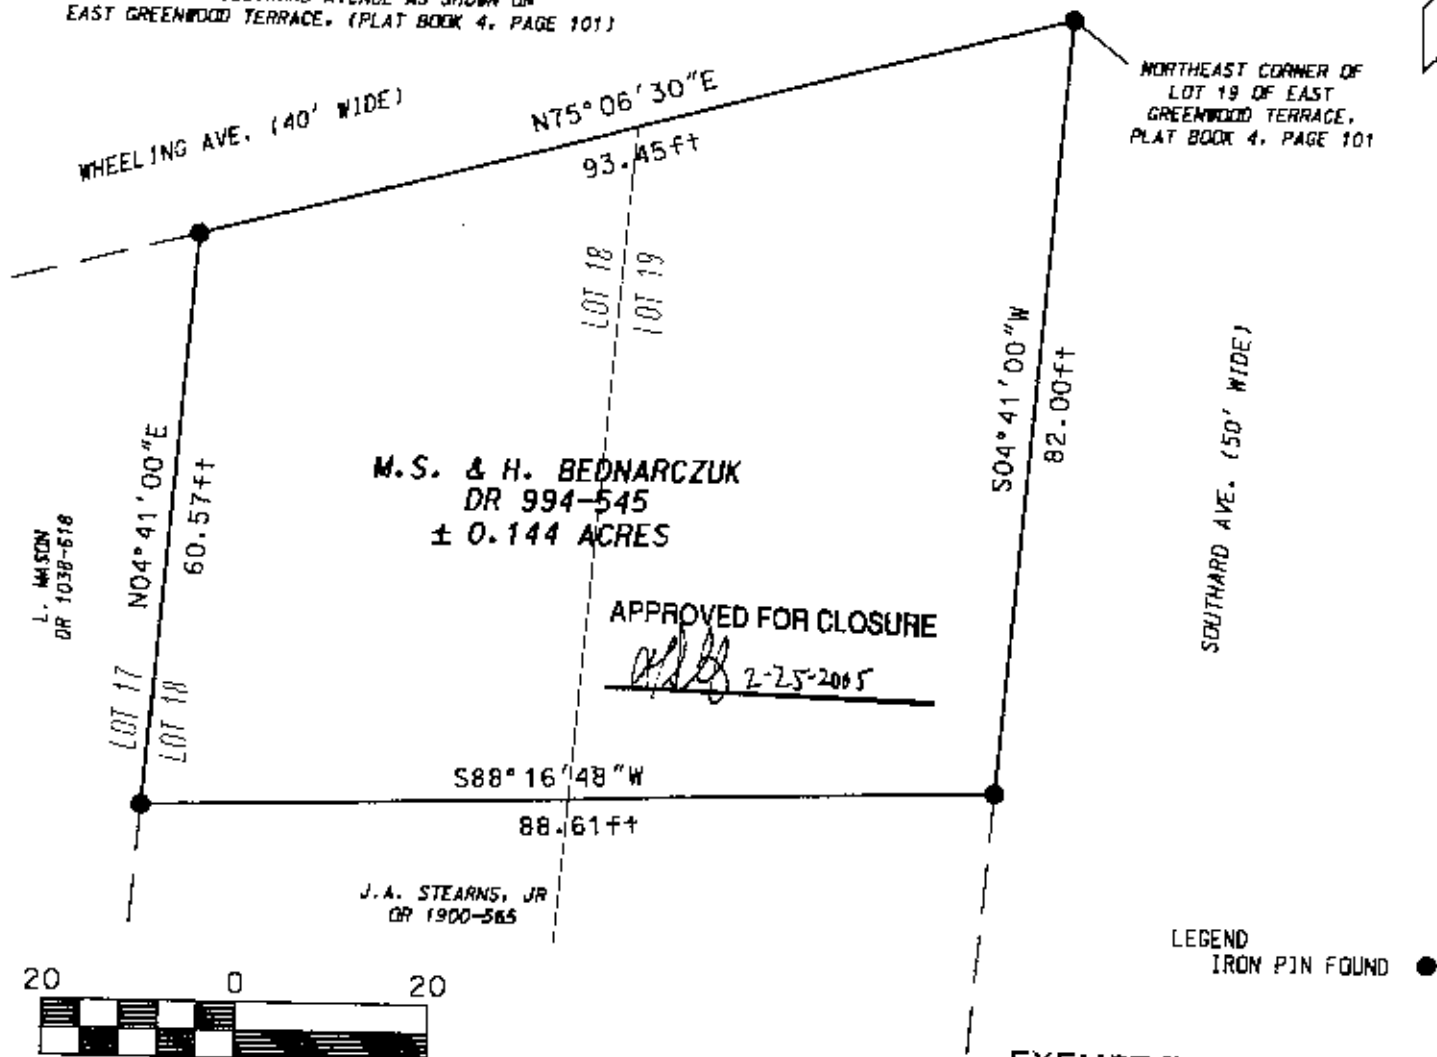 EAST GREENWOOD TERRACE. (PLAT BOOK 4, PAGE 101)
NORTHEAST CORNER OF
LOT 19 OF EAST
GREENWOOD TERRACE,
PLAT BOOK 4, PAGE 101
WHEELING AVE. (40' WIDE)
N75°06'30"E
93.45ft
LOT 18
LOT 19
N04°41'00"E
60.57ft
S04°41'00"W
82.00ft
SOUTHARD AVE. (50' WIDE)
M.S. & H. BEDNARCZUK
DR 994-545
± 0.144 ACRES
L. MASON
DR 1038-618
APPROVED FOR CLOSURE
2-25-2005
LOT 17
LOT 18
S88°16'48"W
88.61ft
J.A. STEARNS, JR
OR 1900-565
LEGEND
IRON PIN FOUND
20 0 20